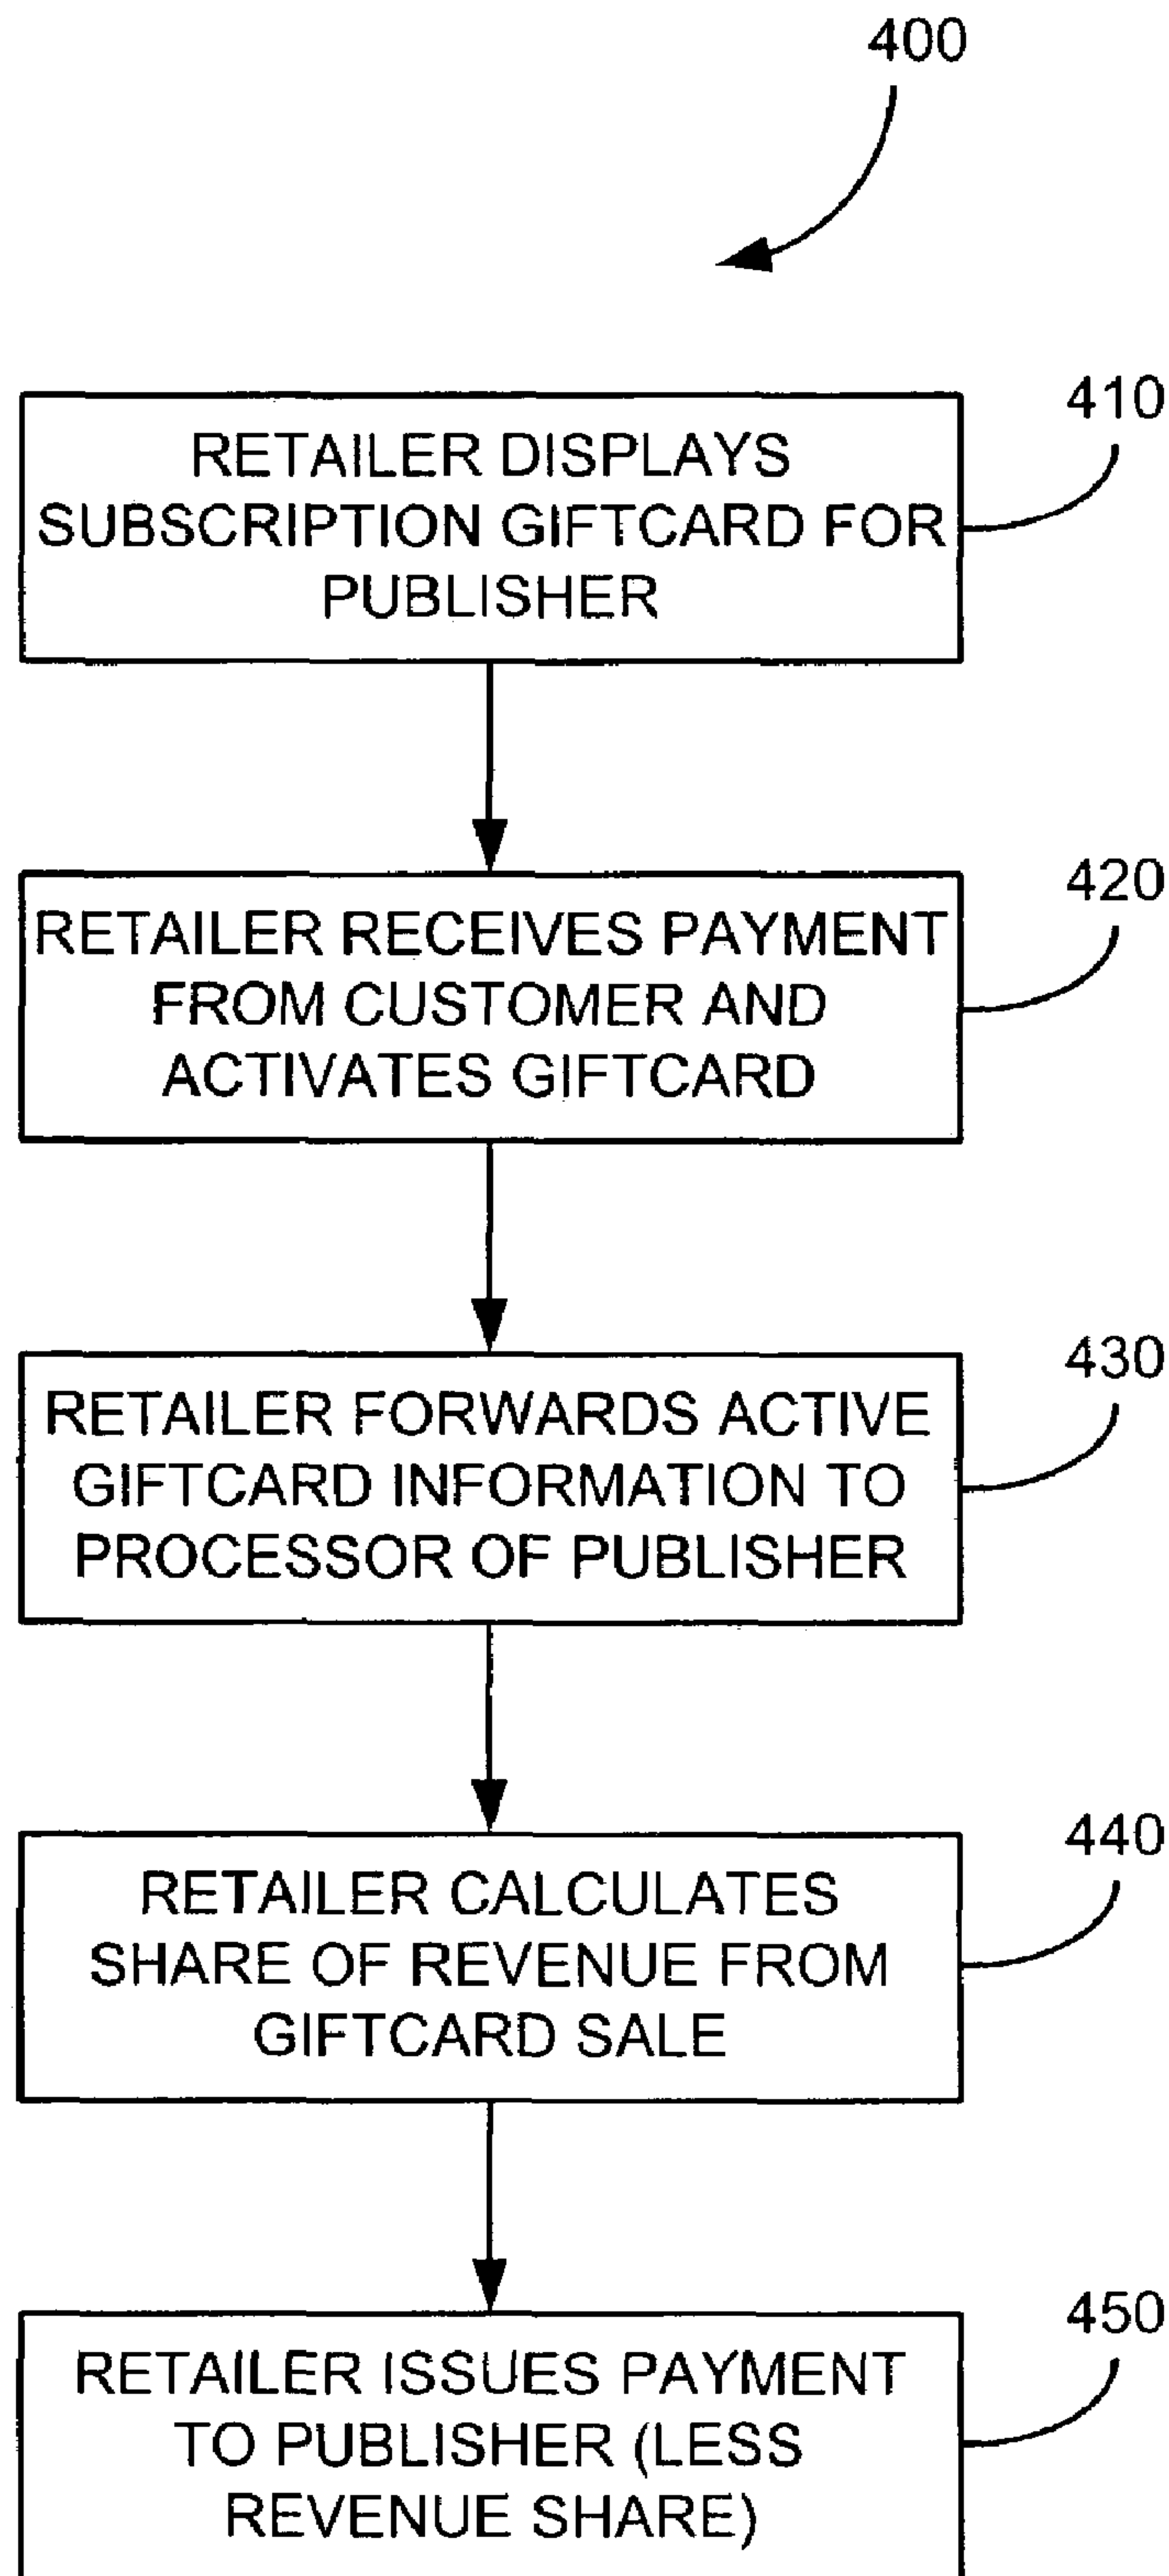 400
410
RETAILER DISPLAYS
SUBSCRIPTION GIFTCARD FOR
PUBLISHER
420
RETAILER RECEIVES PAYMENT
FROM CUSTOMER AND
ACTIVATES GIFTCARD
430
RETAILER FORWARDS ACTIVE
GIFTCARD INFORMATION TO
PROCESSOR OF PUBLISHER
440
RETAILER CALCULATES
SHARE OF REVENUE FROM
GIFTCARD SALE
450
RETAILER ISSUES PAYMENT
TO PUBLISHER (LESS
REVENUE SHARE)